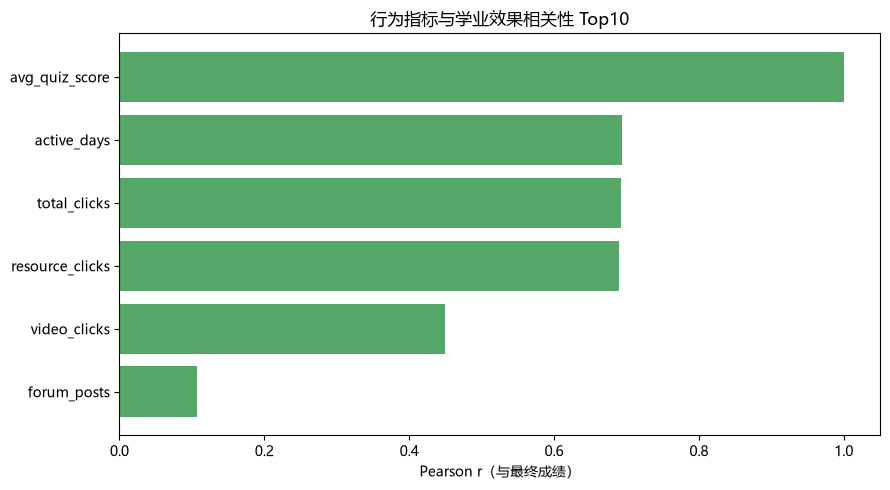 行为指标与学业效果相关性 Top10
avg_quiz_score
active_days
total_clicks
resource_clicks
video_clicks
forum_posts
0.0 0.2 0.4 0.6 0.8 1.0
Pearson r（与最终成绩）